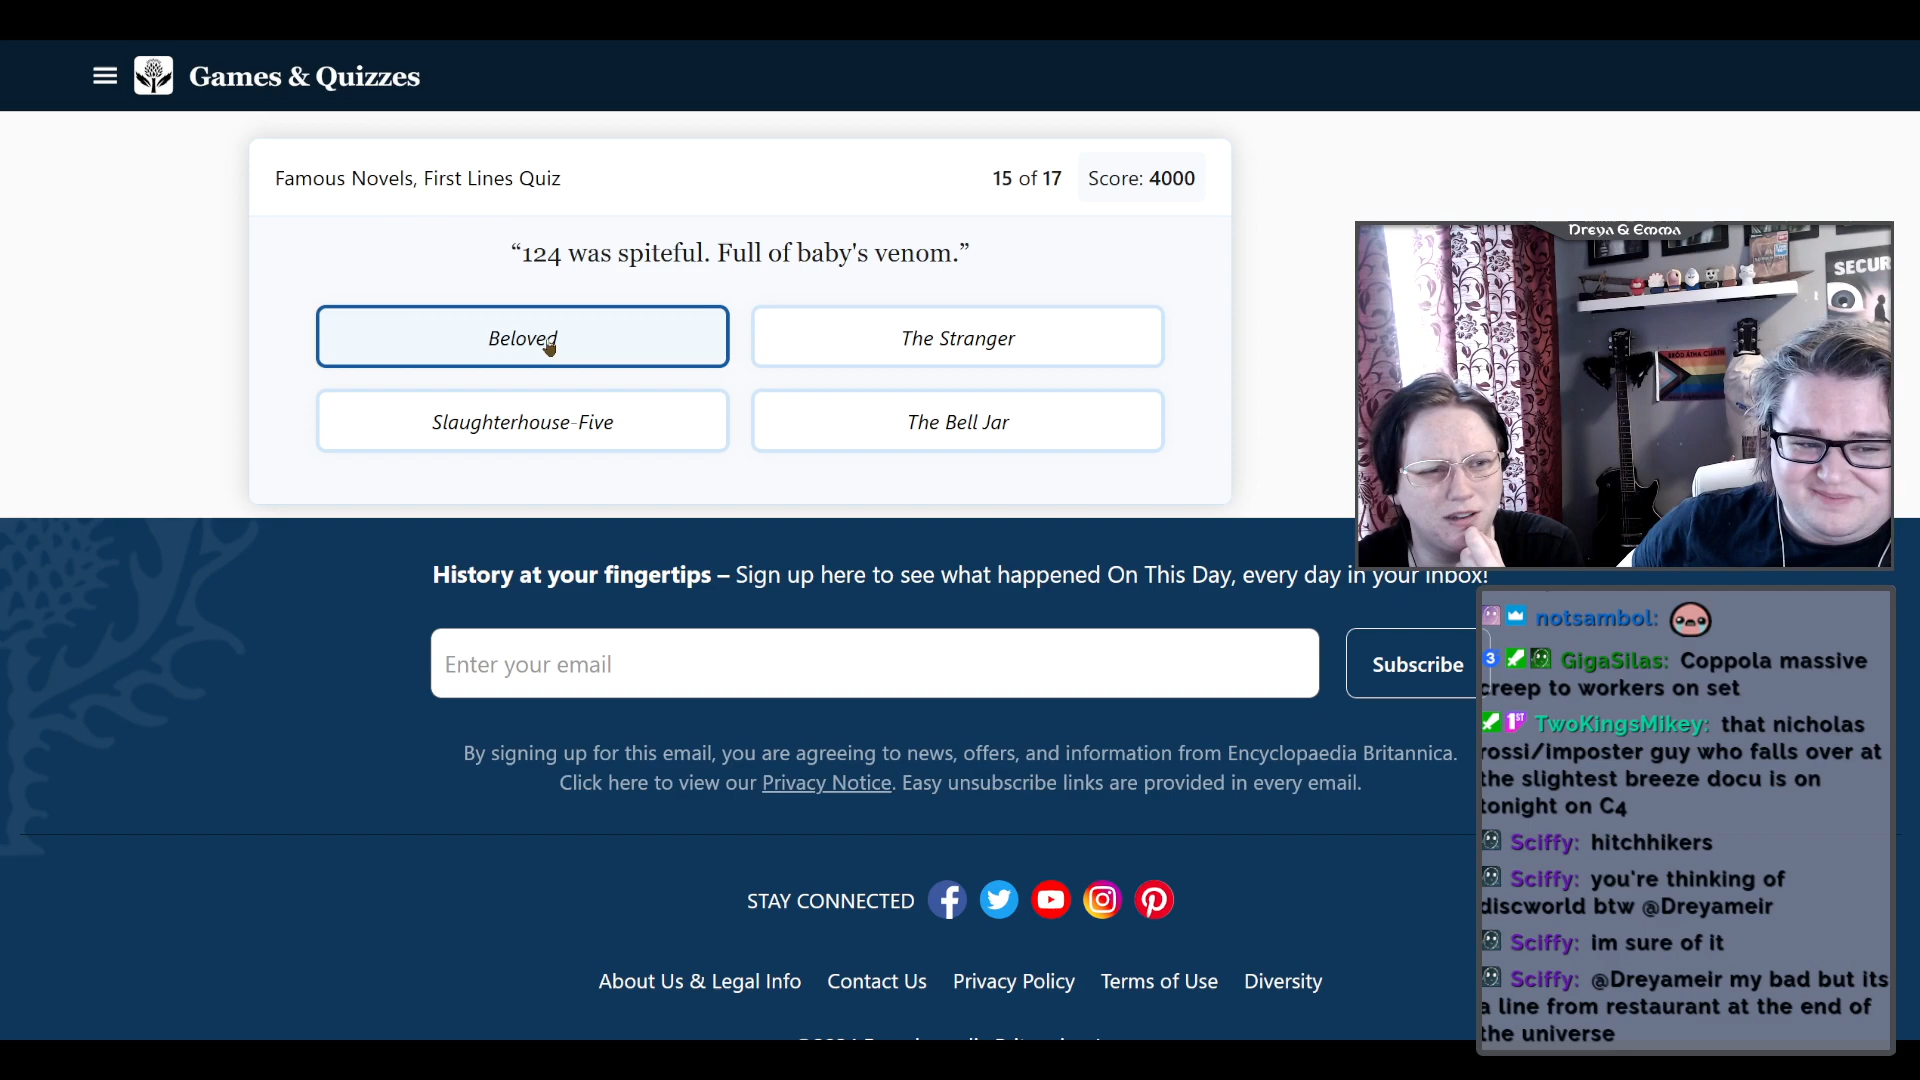 Games & Quizzes
Famous Novels, First Lines Quiz
15 of 17
Score: 4000
“124 was spiteful. Full of baby's venom.”
Beloved
The Stranger
Slaughterhouse-Five
The Bell Jar
Dreya & Emma
SECUR
History at your fingertips – Sign up here to see what happened On This Day, every day in your inbox!
Enter your email
Subscribe
By signing up for this email, you are agreeing to news, offers, and information from Encyclopaedia Britannica.
Click here to view our Privacy Notice. Easy unsubscribe links are provided in every email.
STAY CONNECTED
About Us & Legal Info
Contact Us
Privacy Policy
Terms of Use
Diversity
notsambol:
3 GigaSilas: Coppola massive
creep to workers on set
1ST TwoKingsMikey: that nicholas
rossi/imposter guy who falls over at
the slightest breeze docu is on
tonight on C4
Sciffy: hitchhikers
Sciffy: you're thinking of
discworld btw @Dreyameir
Sciffy: im sure of it
Sciffy: @Dreyameir my bad but its
a line from restaurant at the end of
the universe